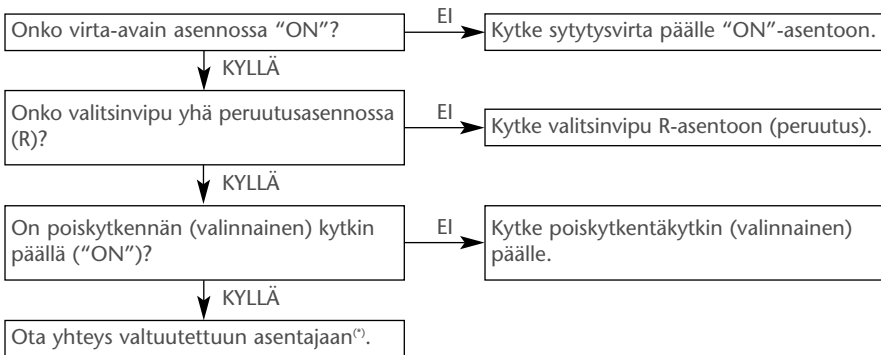 Onko virta-avain asennossa “ON”?
EI
Kytke sytytysvirta päälle “ON”-asentoon.
KYLLÄ
Onko valitsinvipu yhä peruutusasennossa
(R)?
EI
Kytke valitsinvipu R-asentoon (peruutus).
KYLLÄ
On poiskytkennän (valinnainen) kytkin
päällä (“ON”)?
EI
Kytke poiskytkentäkytkin (valinnainen)
päälle.
KYLLÄ
Ota yhteys valtuutettuun asentajaan(*).